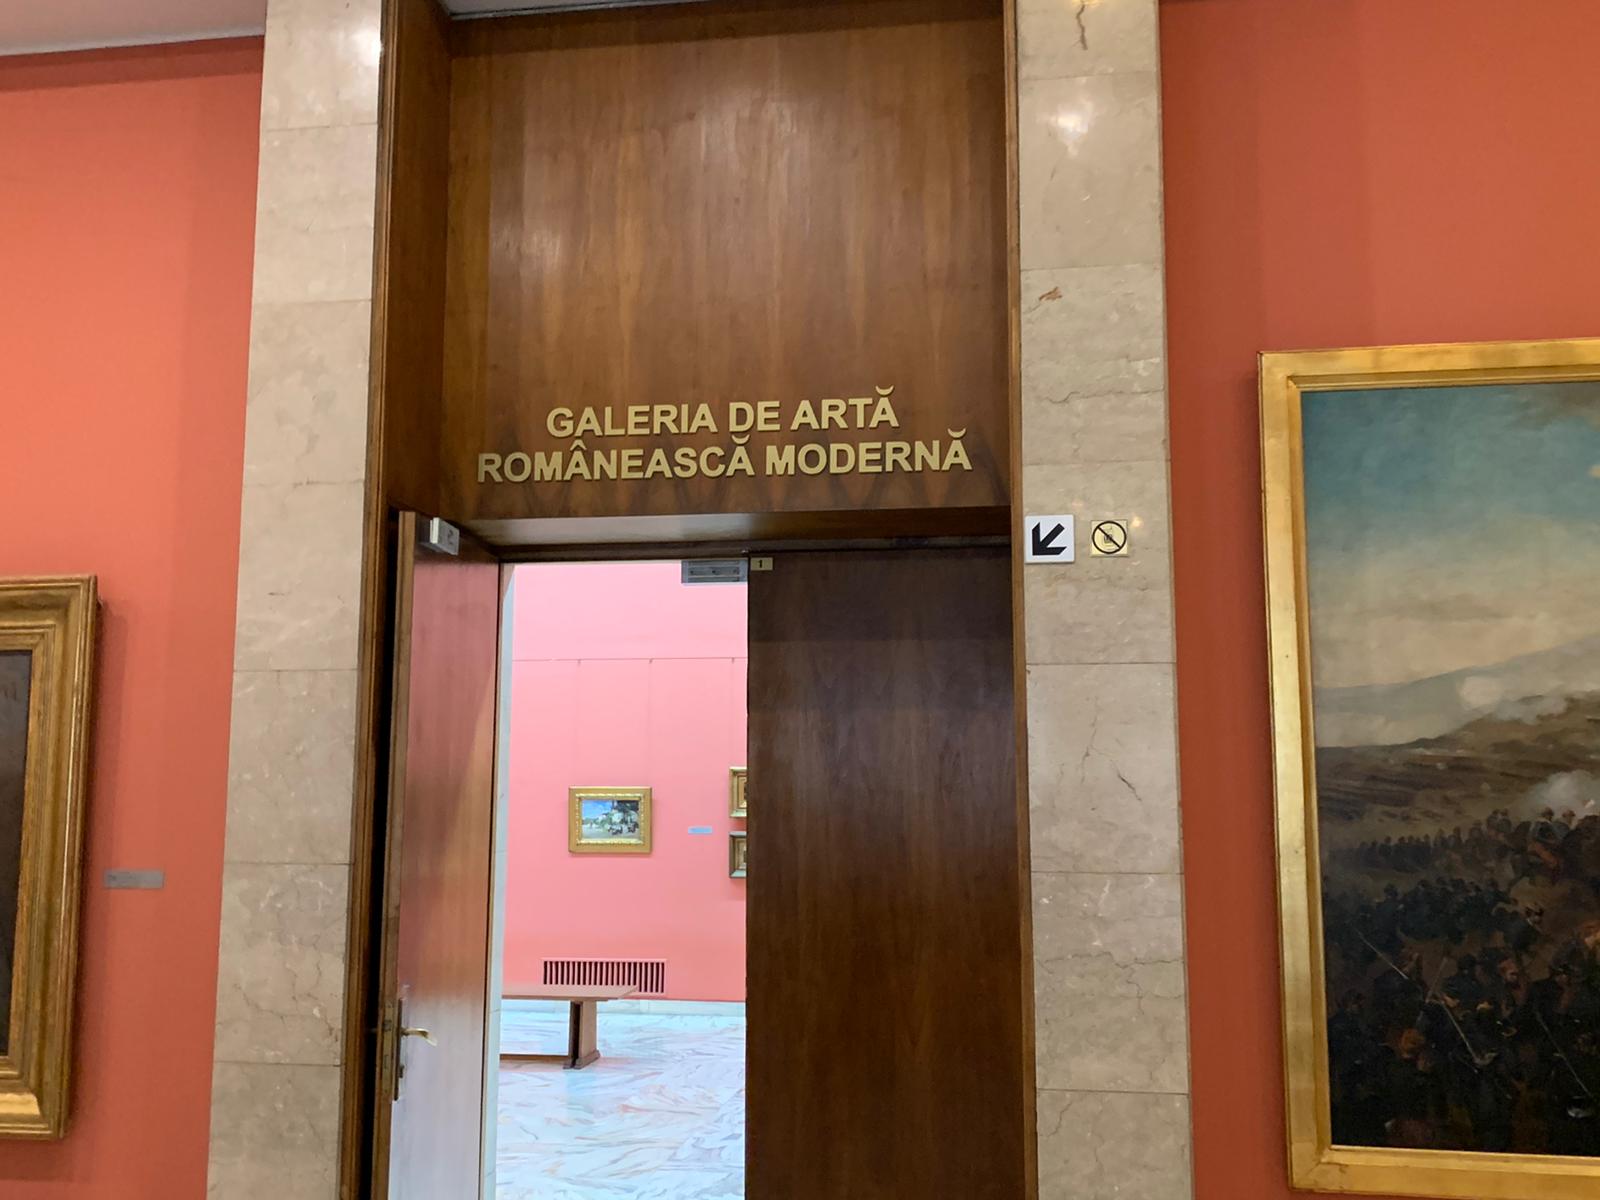 GALERIA DE ARTĂ
ROMÂNEASCĂ MODERNĂ
1